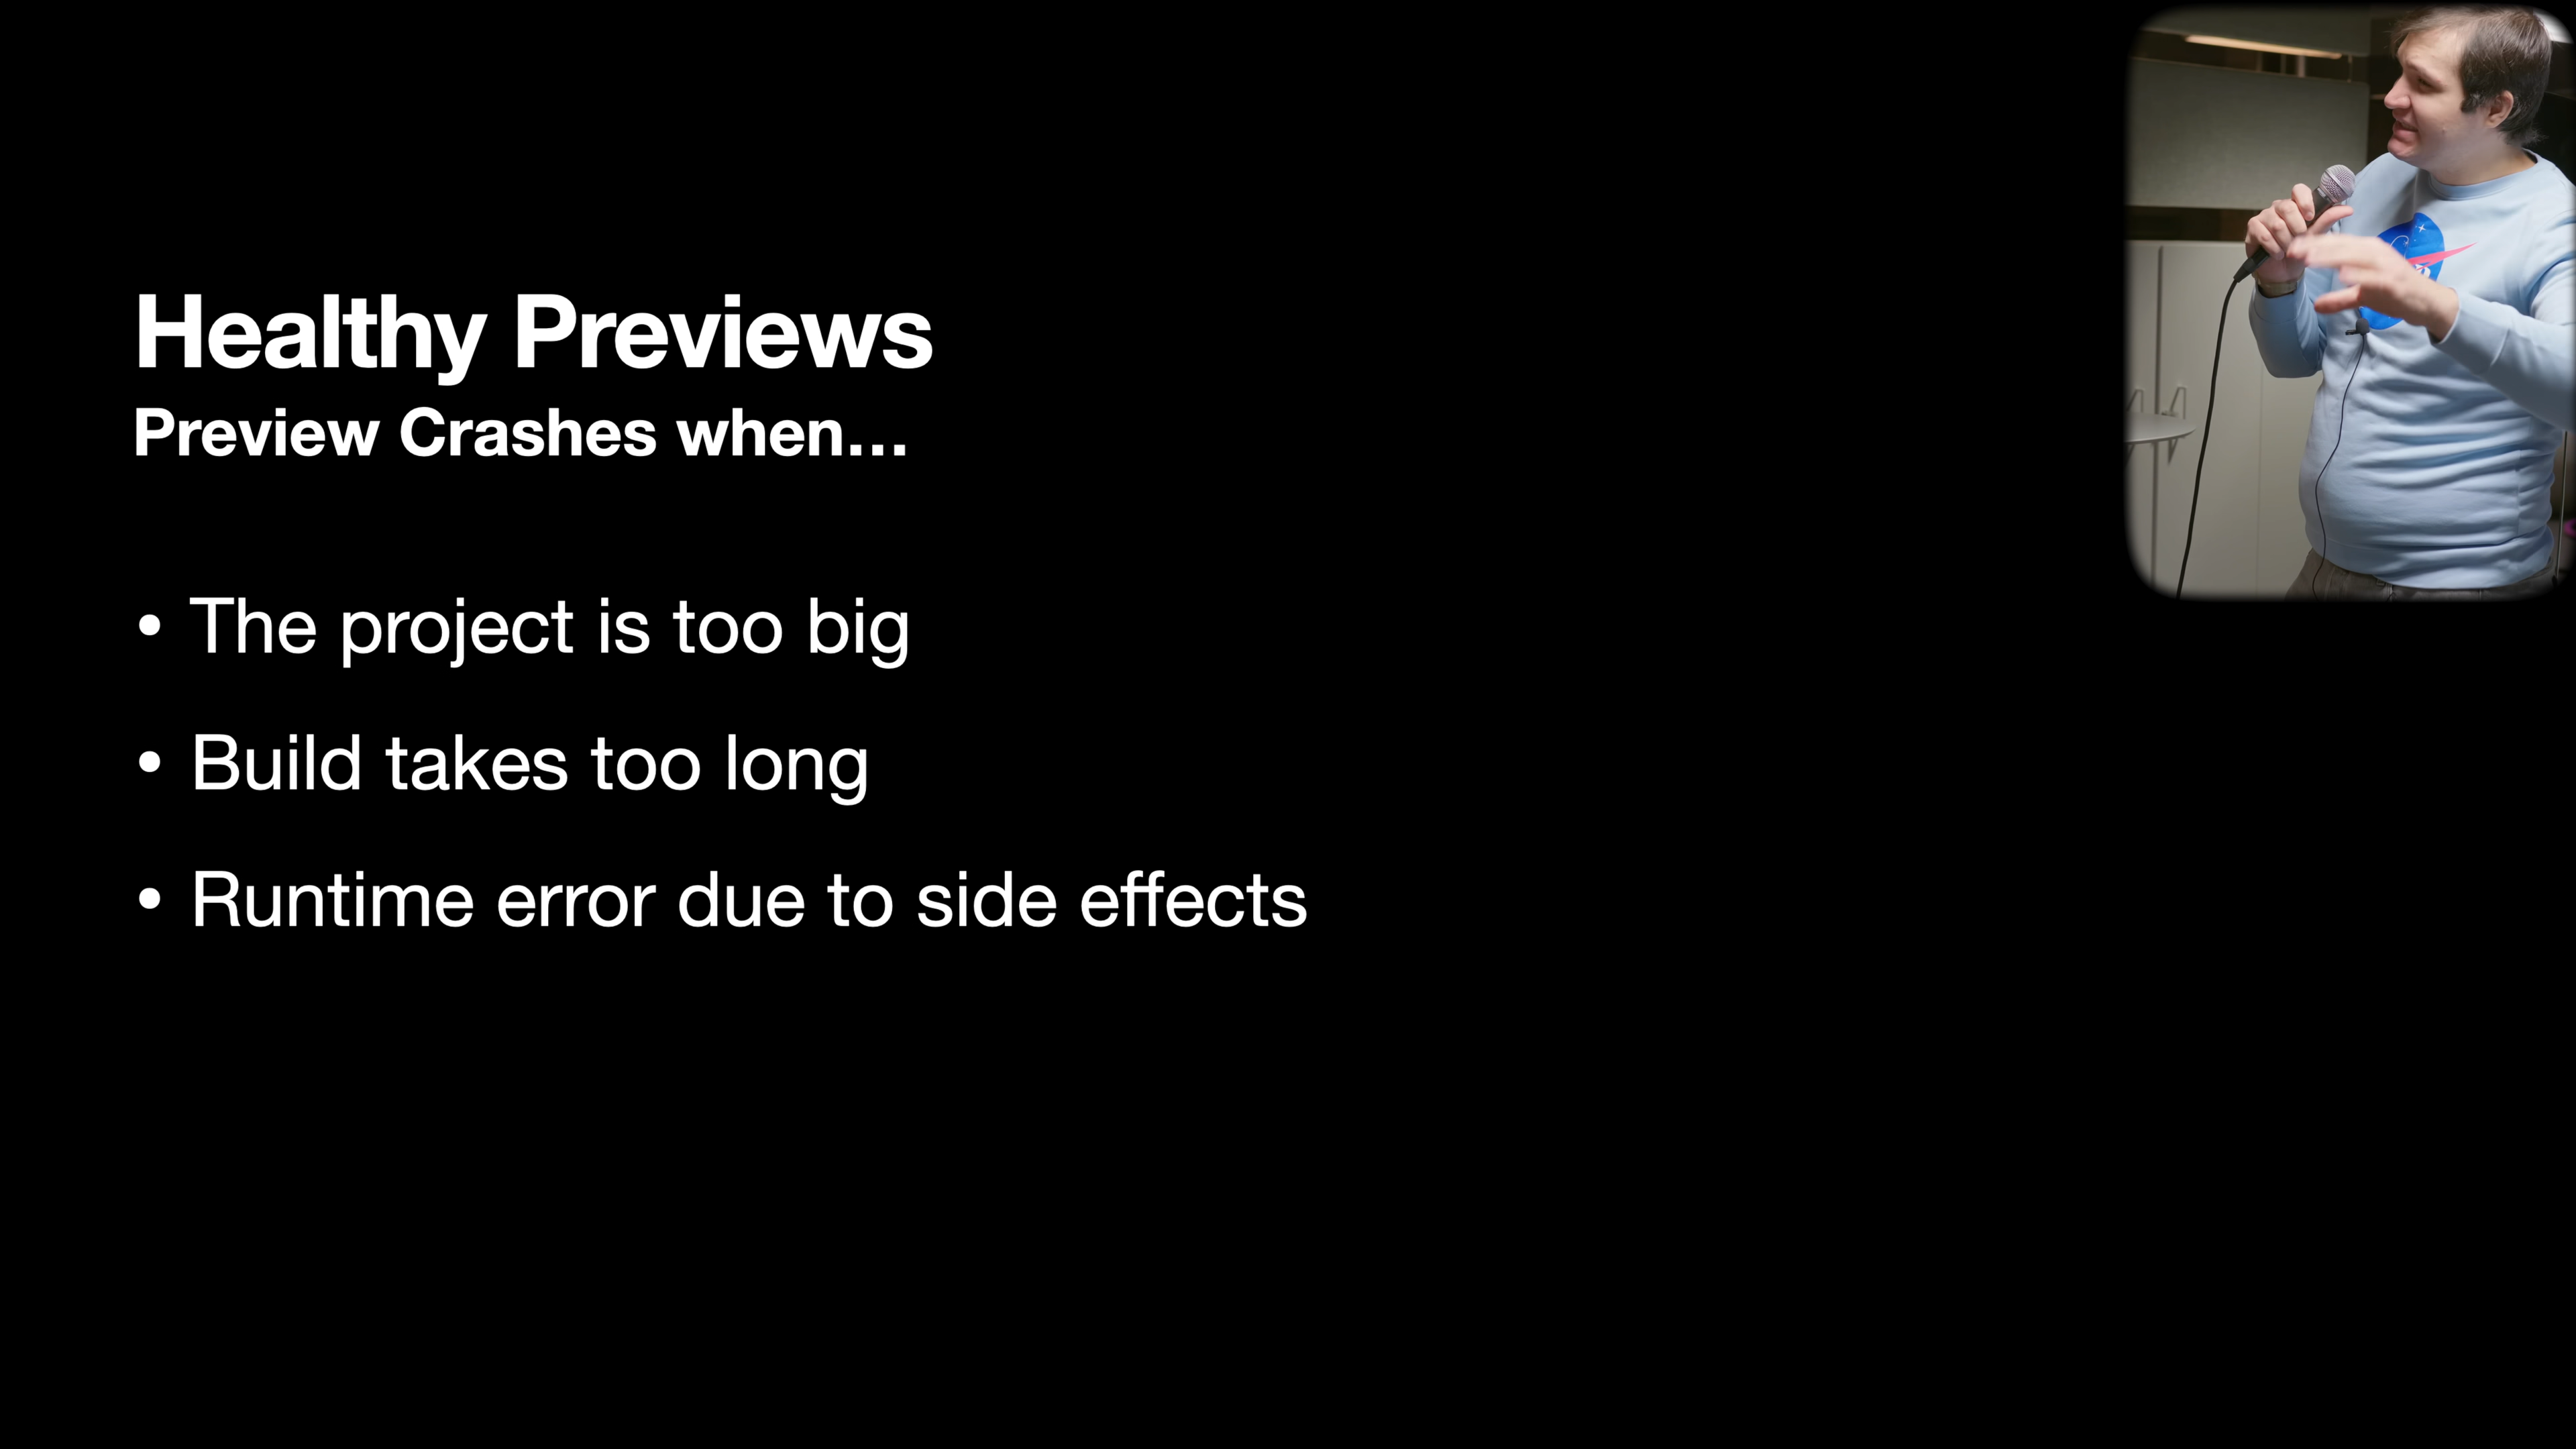 Healthy Previews
Preview Crashes when…
• The project is too big
• Build takes too long
• Runtime error due to side effects